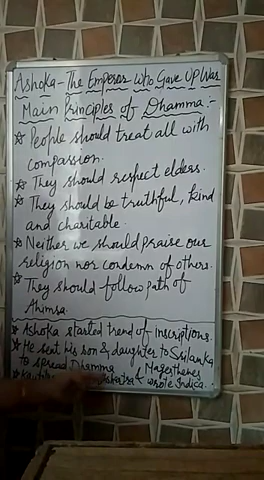 Ashoka - The Emperor Who Gave Up War
Main Principles of Dhamma :-
☆ People should treat all with
compassion.
☆ They should respect elders.
☆ They should be truthful, kind
and charitable.
☆ Neither we should praise our
religion nor condemn of others.
☆ They should follow path of
Ahimsa.
☆ Ashoka started trend of inscriptions.
☆ He sent his son & daughter to Srilanka
to spread Dhamma
wrote Indica.